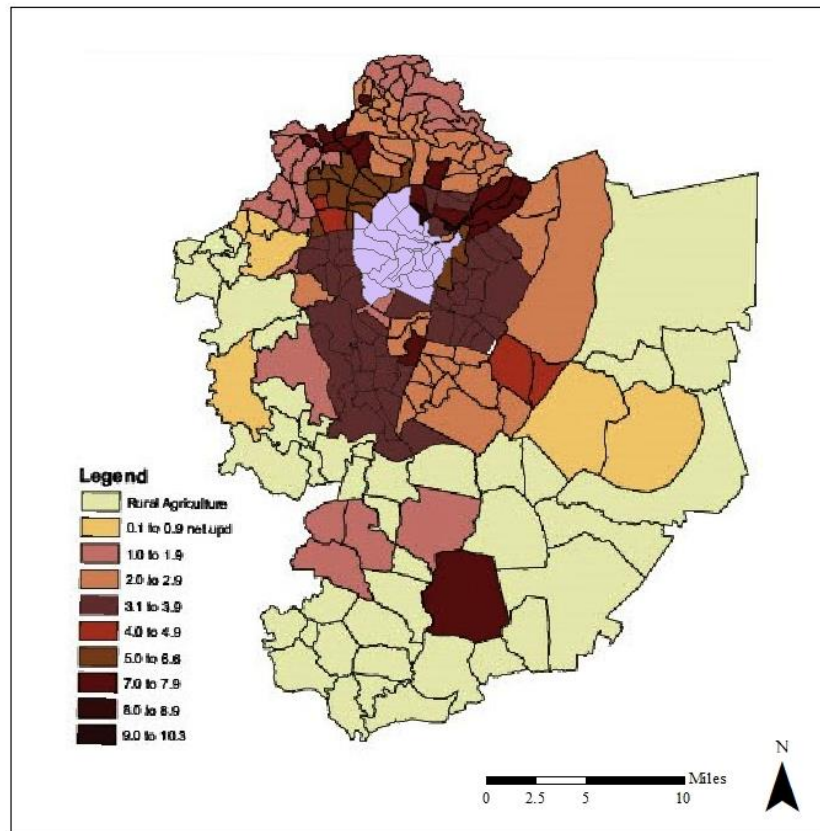 Legend
Rural Agriculture
0.1 to 0.9 net upd
1.0 to 1.9
2.0 to 2.9
3.1 to 3.9
4.0 to 4.9
5.0 to 6.6
7.0 to 7.9
8.0 to 8.9
9.0 to 10.3
N
Miles
0 2.5 5 10